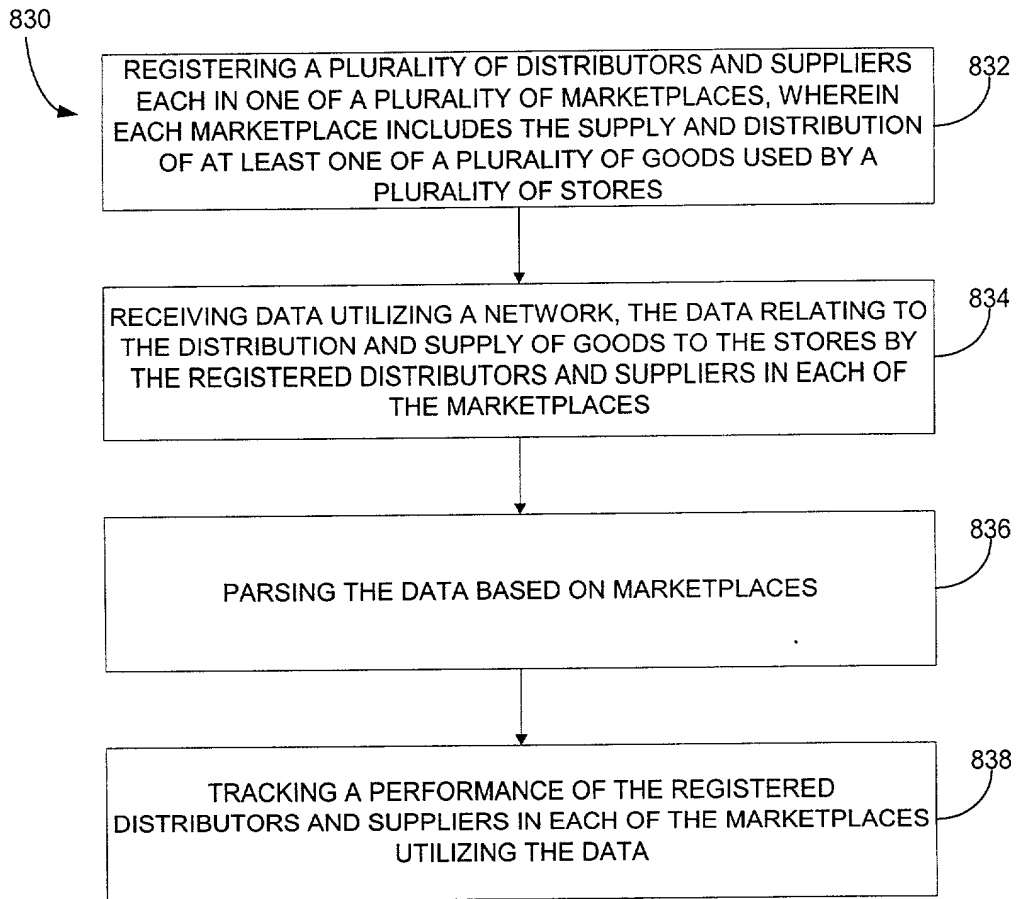 830
REGISTERING A PLURALITY OF DISTRIBUTORS AND SUPPLIERS
EACH IN ONE OF A PLURALITY OF MARKETPLACES, WHEREIN
EACH MARKETPLACE INCLUDES THE SUPPLY AND DISTRIBUTION
OF AT LEAST ONE OF A PLURALITY OF GOODS USED BY A
PLURALITY OF STORES
832
RECEIVING DATA UTILIZING A NETWORK, THE DATA RELATING TO
THE DISTRIBUTION AND SUPPLY OF GOODS TO THE STORES BY
THE REGISTERED DISTRIBUTORS AND SUPPLIERS IN EACH OF
THE MARKETPLACES
834
PARSING THE DATA BASED ON MARKETPLACES
836
TRACKING A PERFORMANCE OF THE REGISTERED
DISTRIBUTORS AND SUPPLIERS IN EACH OF THE MARKETPLACES
UTILIZING THE DATA
838